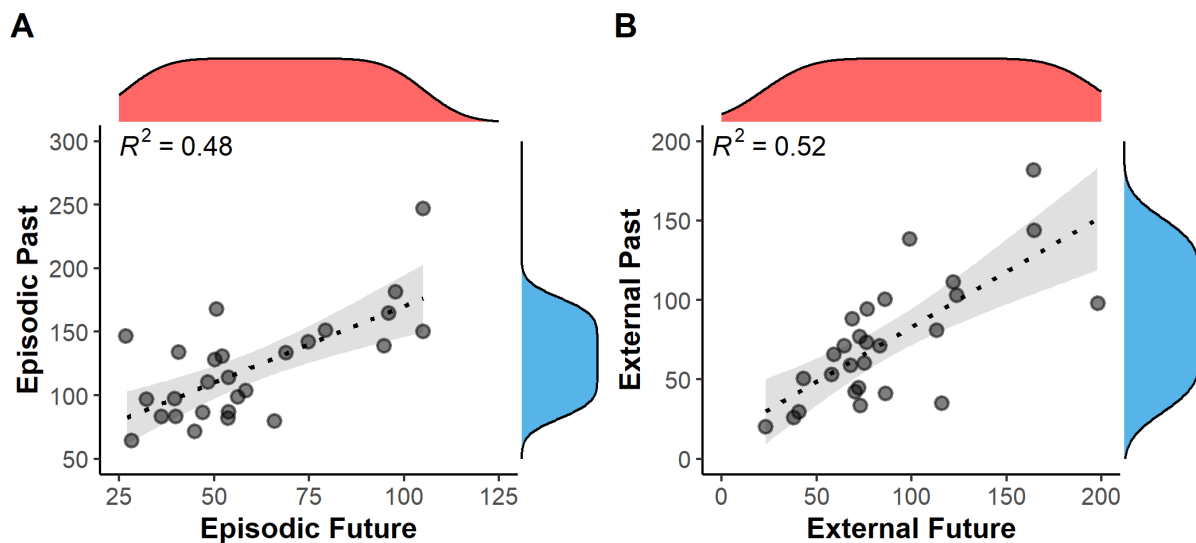 A
R² = 0.48
300
250
200
150
100
50
Episodic Past
25 50 75 100 125
Episodic Future
B
R² = 0.52
200
150
100
50
0
External Past
0 50 100 150 200
External Future